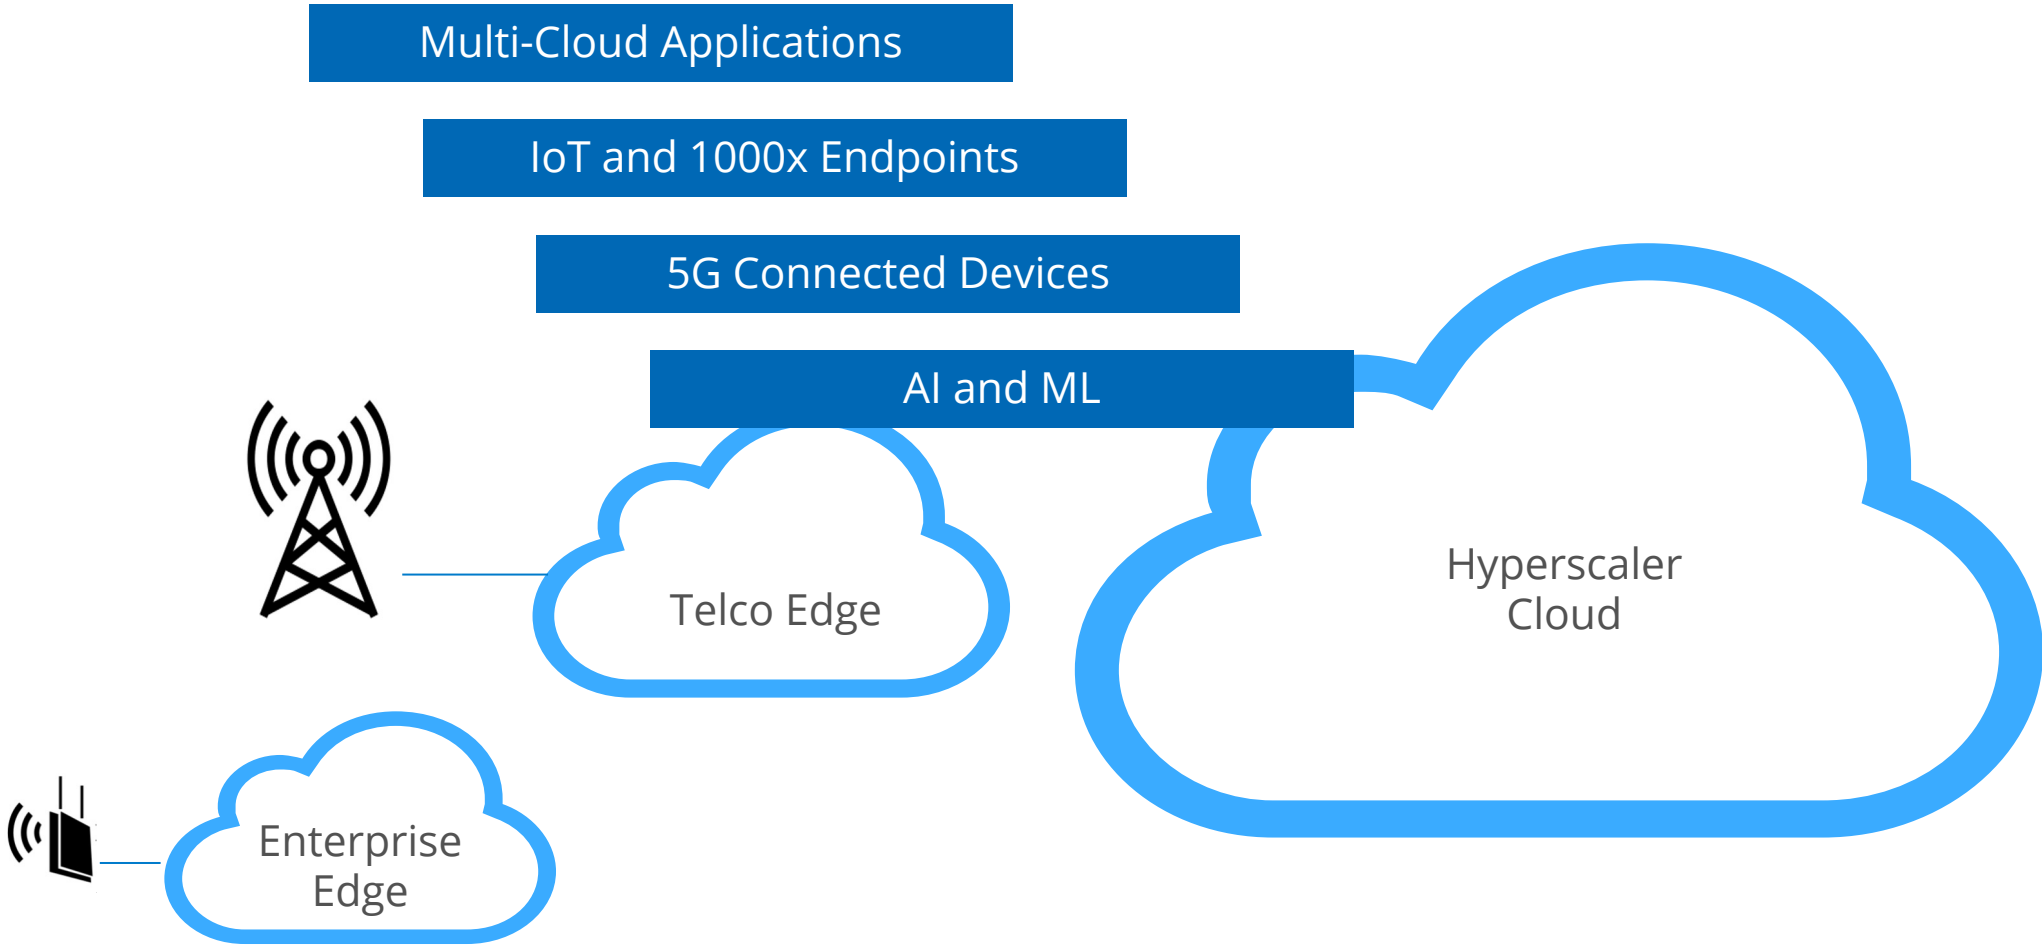 Multi-Cloud Applications
IoT and 1000x Endpoints
5G Connected Devices
AI and ML
Hyperscaler
Cloud
Telco Edge
Enterprise
Edge